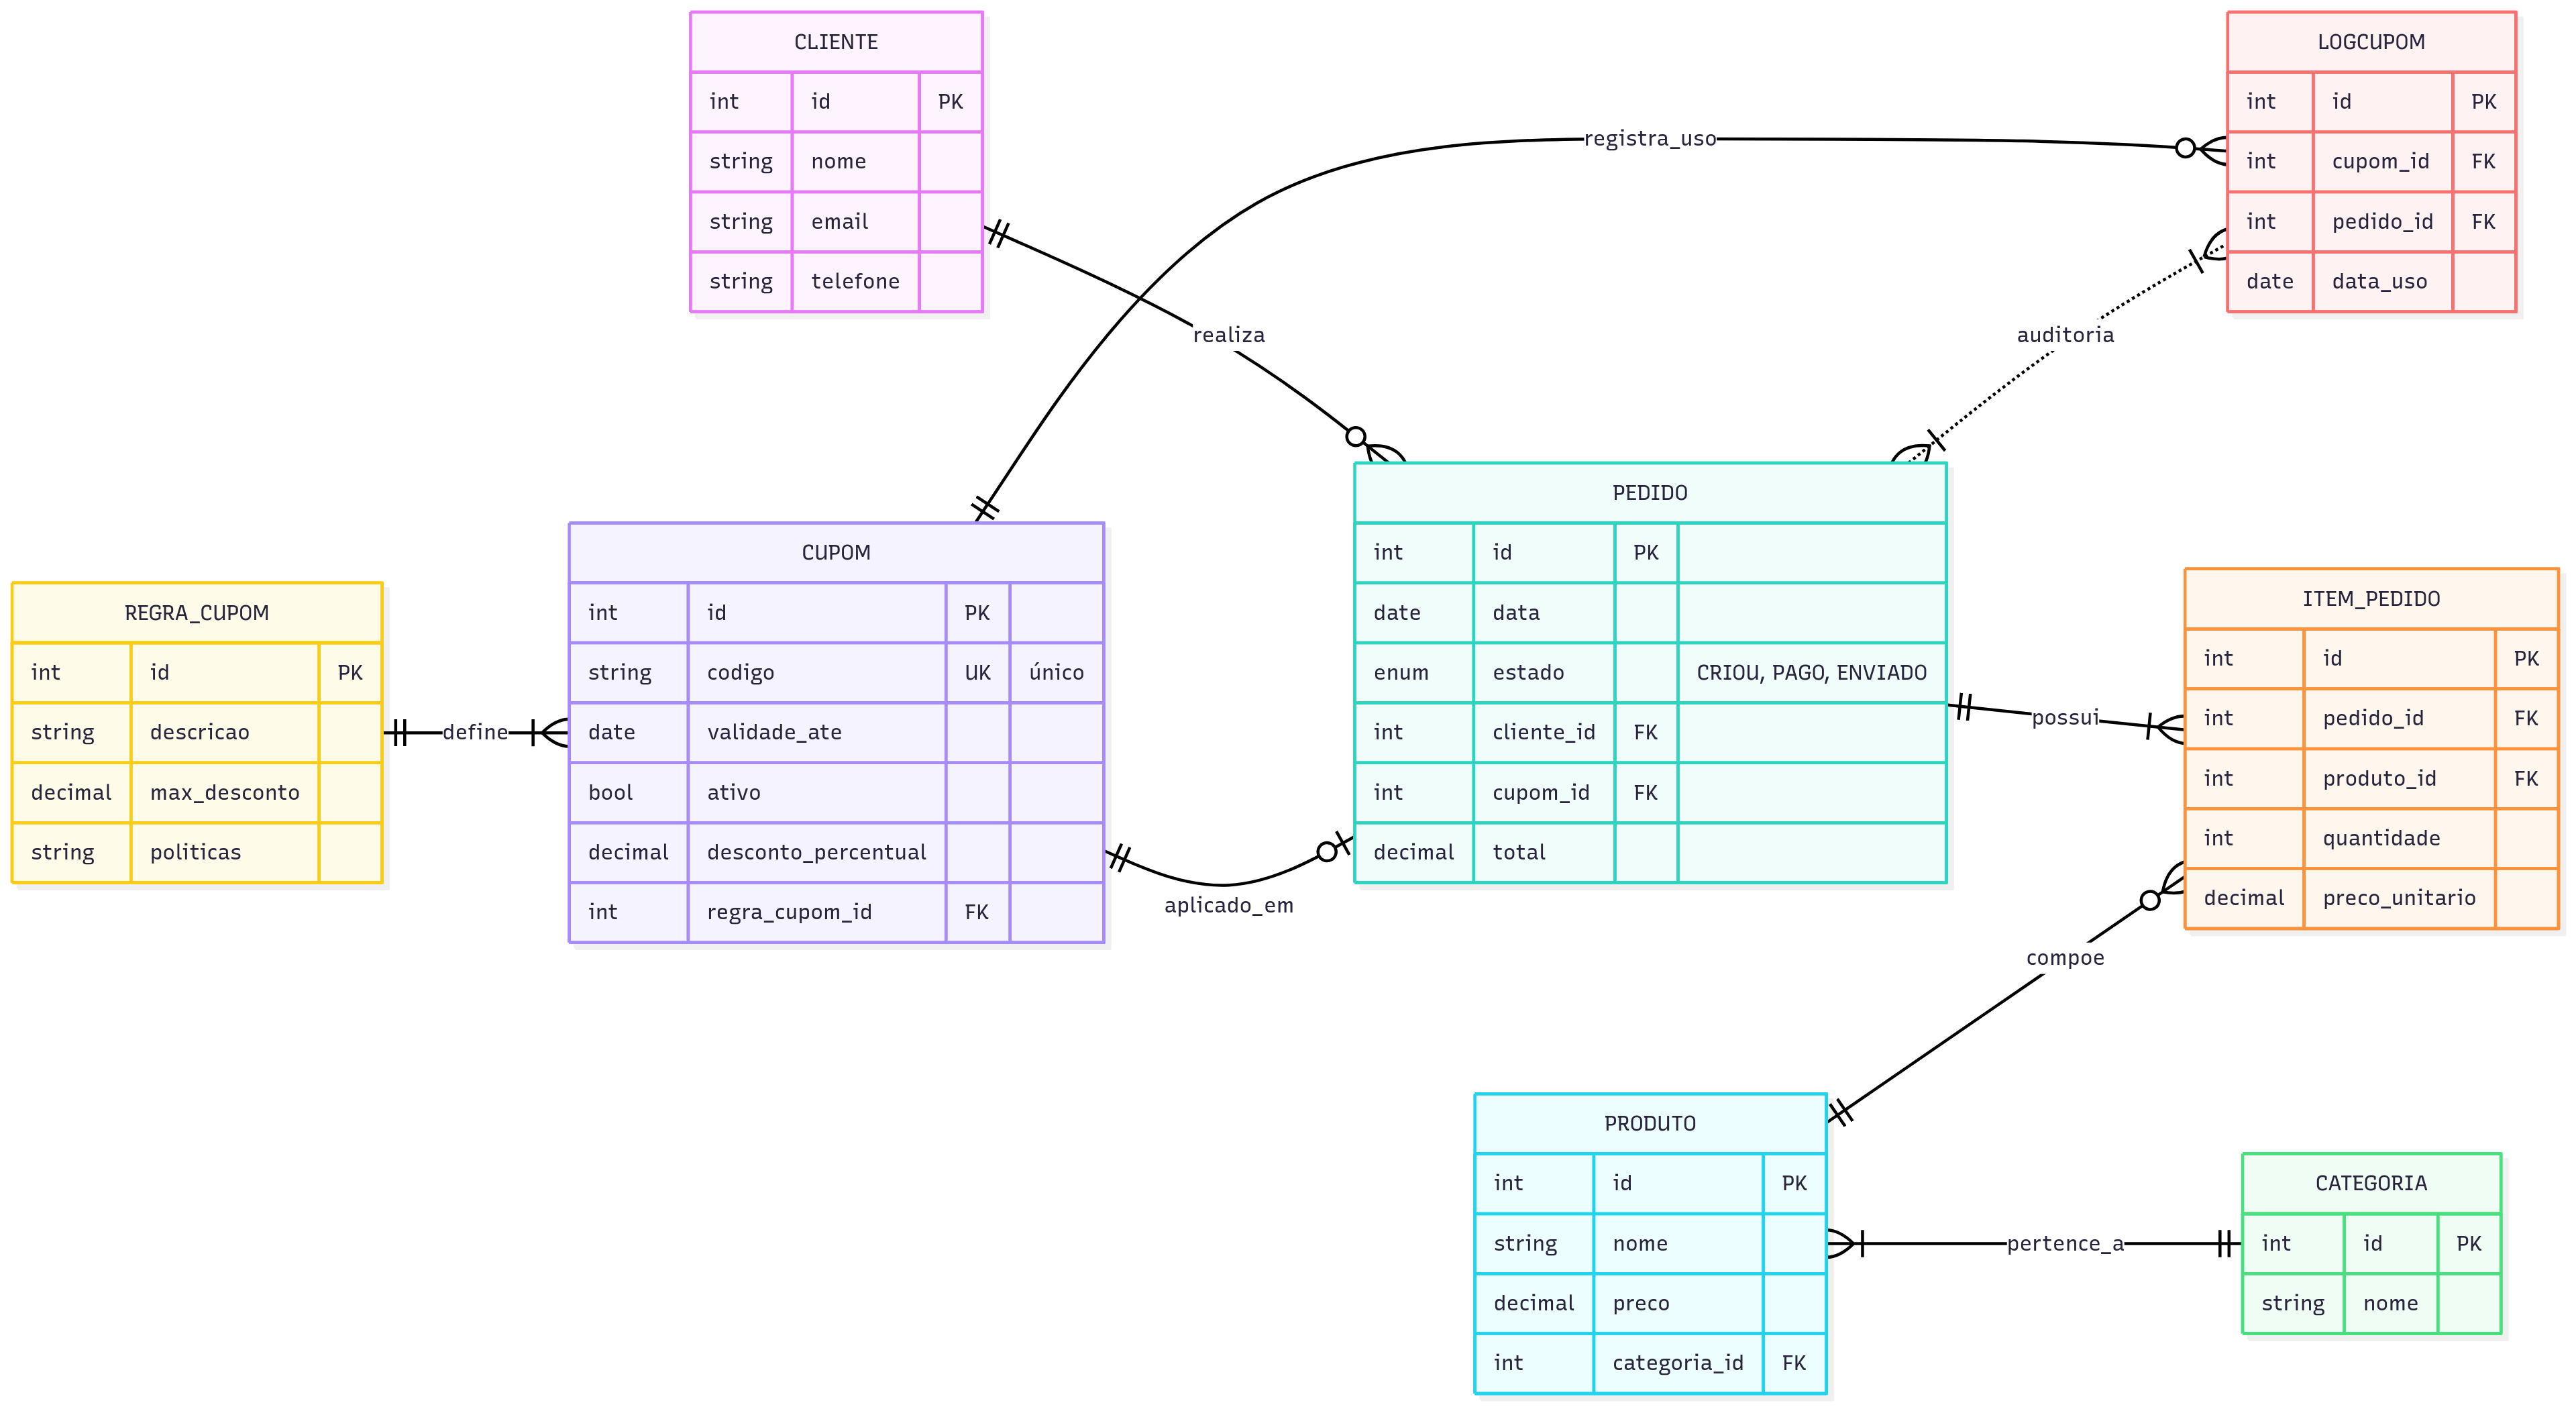 CLIENTE
int id PK
string nome
string email
string telefone
LOGCUPOM
int id PK
int cupom_id FK
int pedido_id FK
date data_uso
registra_uso
realiza
auditoria
REGRA_CUPOM
int id PK
string descricao
decimal max_desconto
string politicas
define
CUPOM
int id PK
string codigo UK único
date validade_ate
bool ativo
decimal desconto_percentual
int regra_cupom_id FK
aplicado_em
PEDIDO
int id PK
date data
enum estado CRIOU, PAGO, ENVIADO
int cliente_id FK
int cupom_id FK
decimal total
possui
ITEM_PEDIDO
int id PK
int pedido_id FK
int produto_id FK
int quantidade
decimal preco_unitario
compoe
PRODUTO
int id PK
string nome
decimal preco
int categoria_id FK
pertence_a
CATEGORIA
int id PK
string nome